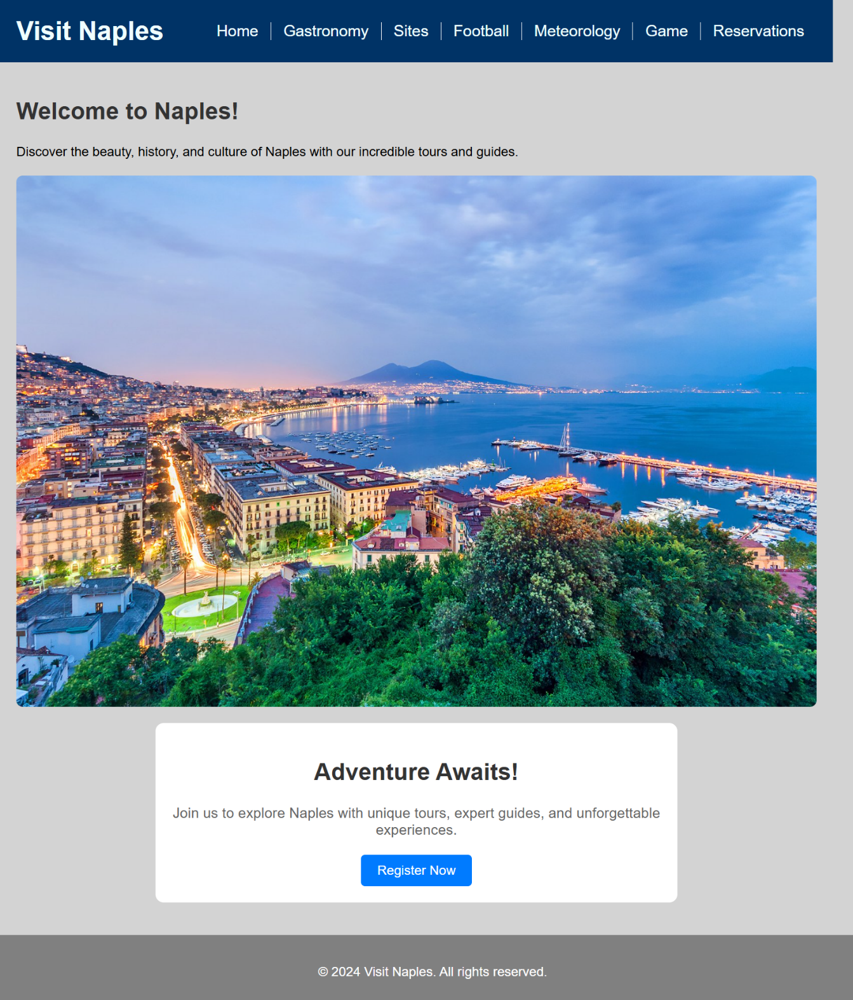 Visit Naples
Home
Gastronomy
Sites
Football
Meteorology
Game
Reservations
Welcome to Naples!
Discover the beauty, history, and culture of Naples with our incredible tours and guides.
Adventure Awaits!
Join us to explore Naples with unique tours, expert guides, and unforgettable
experiences.
Register Now
© 2024 Visit Naples. All rights reserved.